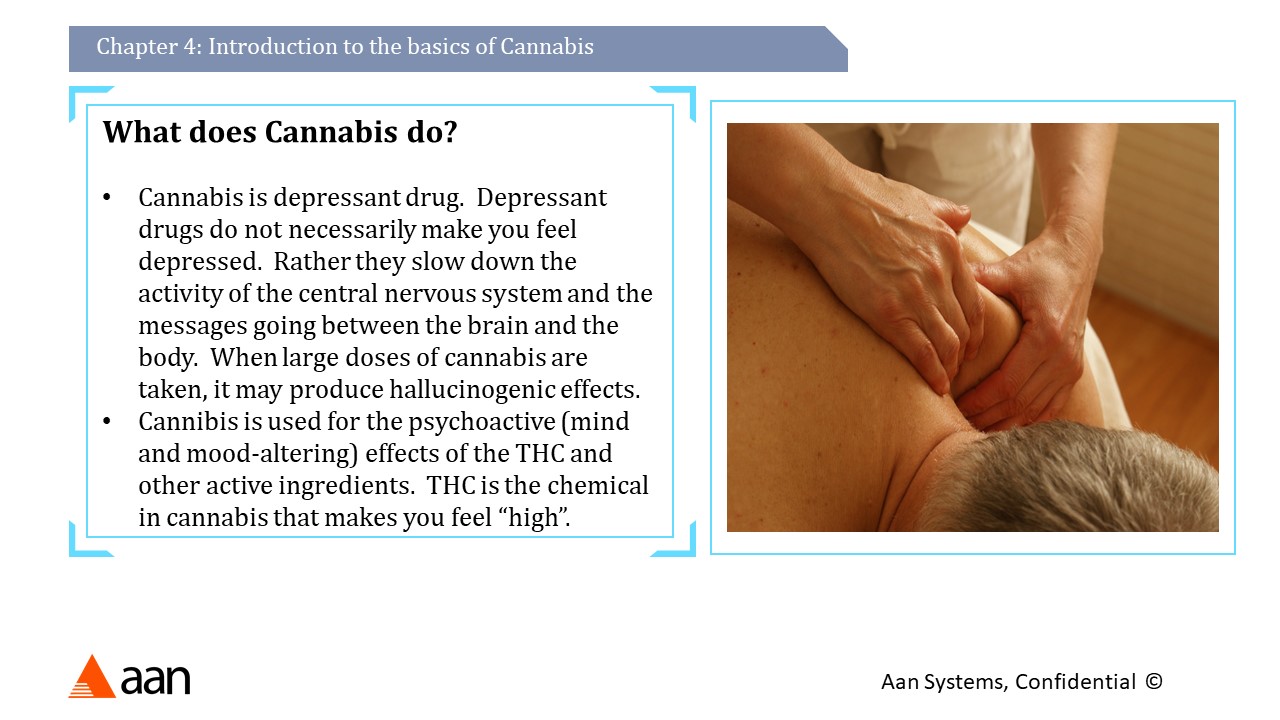 Chapter 4: Introduction to the basics of Cannabis
What does Cannabis do?
• Cannabis is depressant drug.  Depressant
drugs do not necessarily make you feel
depressed.  Rather they slow down the
activity of the central nervous system and the
messages going between the brain and the
body.  When large doses of cannabis are
taken, it may produce hallucinogenic effects.
• Cannibis is used for the psychoactive (mind
and mood-altering) effects of the THC and
other active ingredients.  THC is the chemical
in cannabis that makes you feel “high”.
aan
Aan Systems, Confidential ©